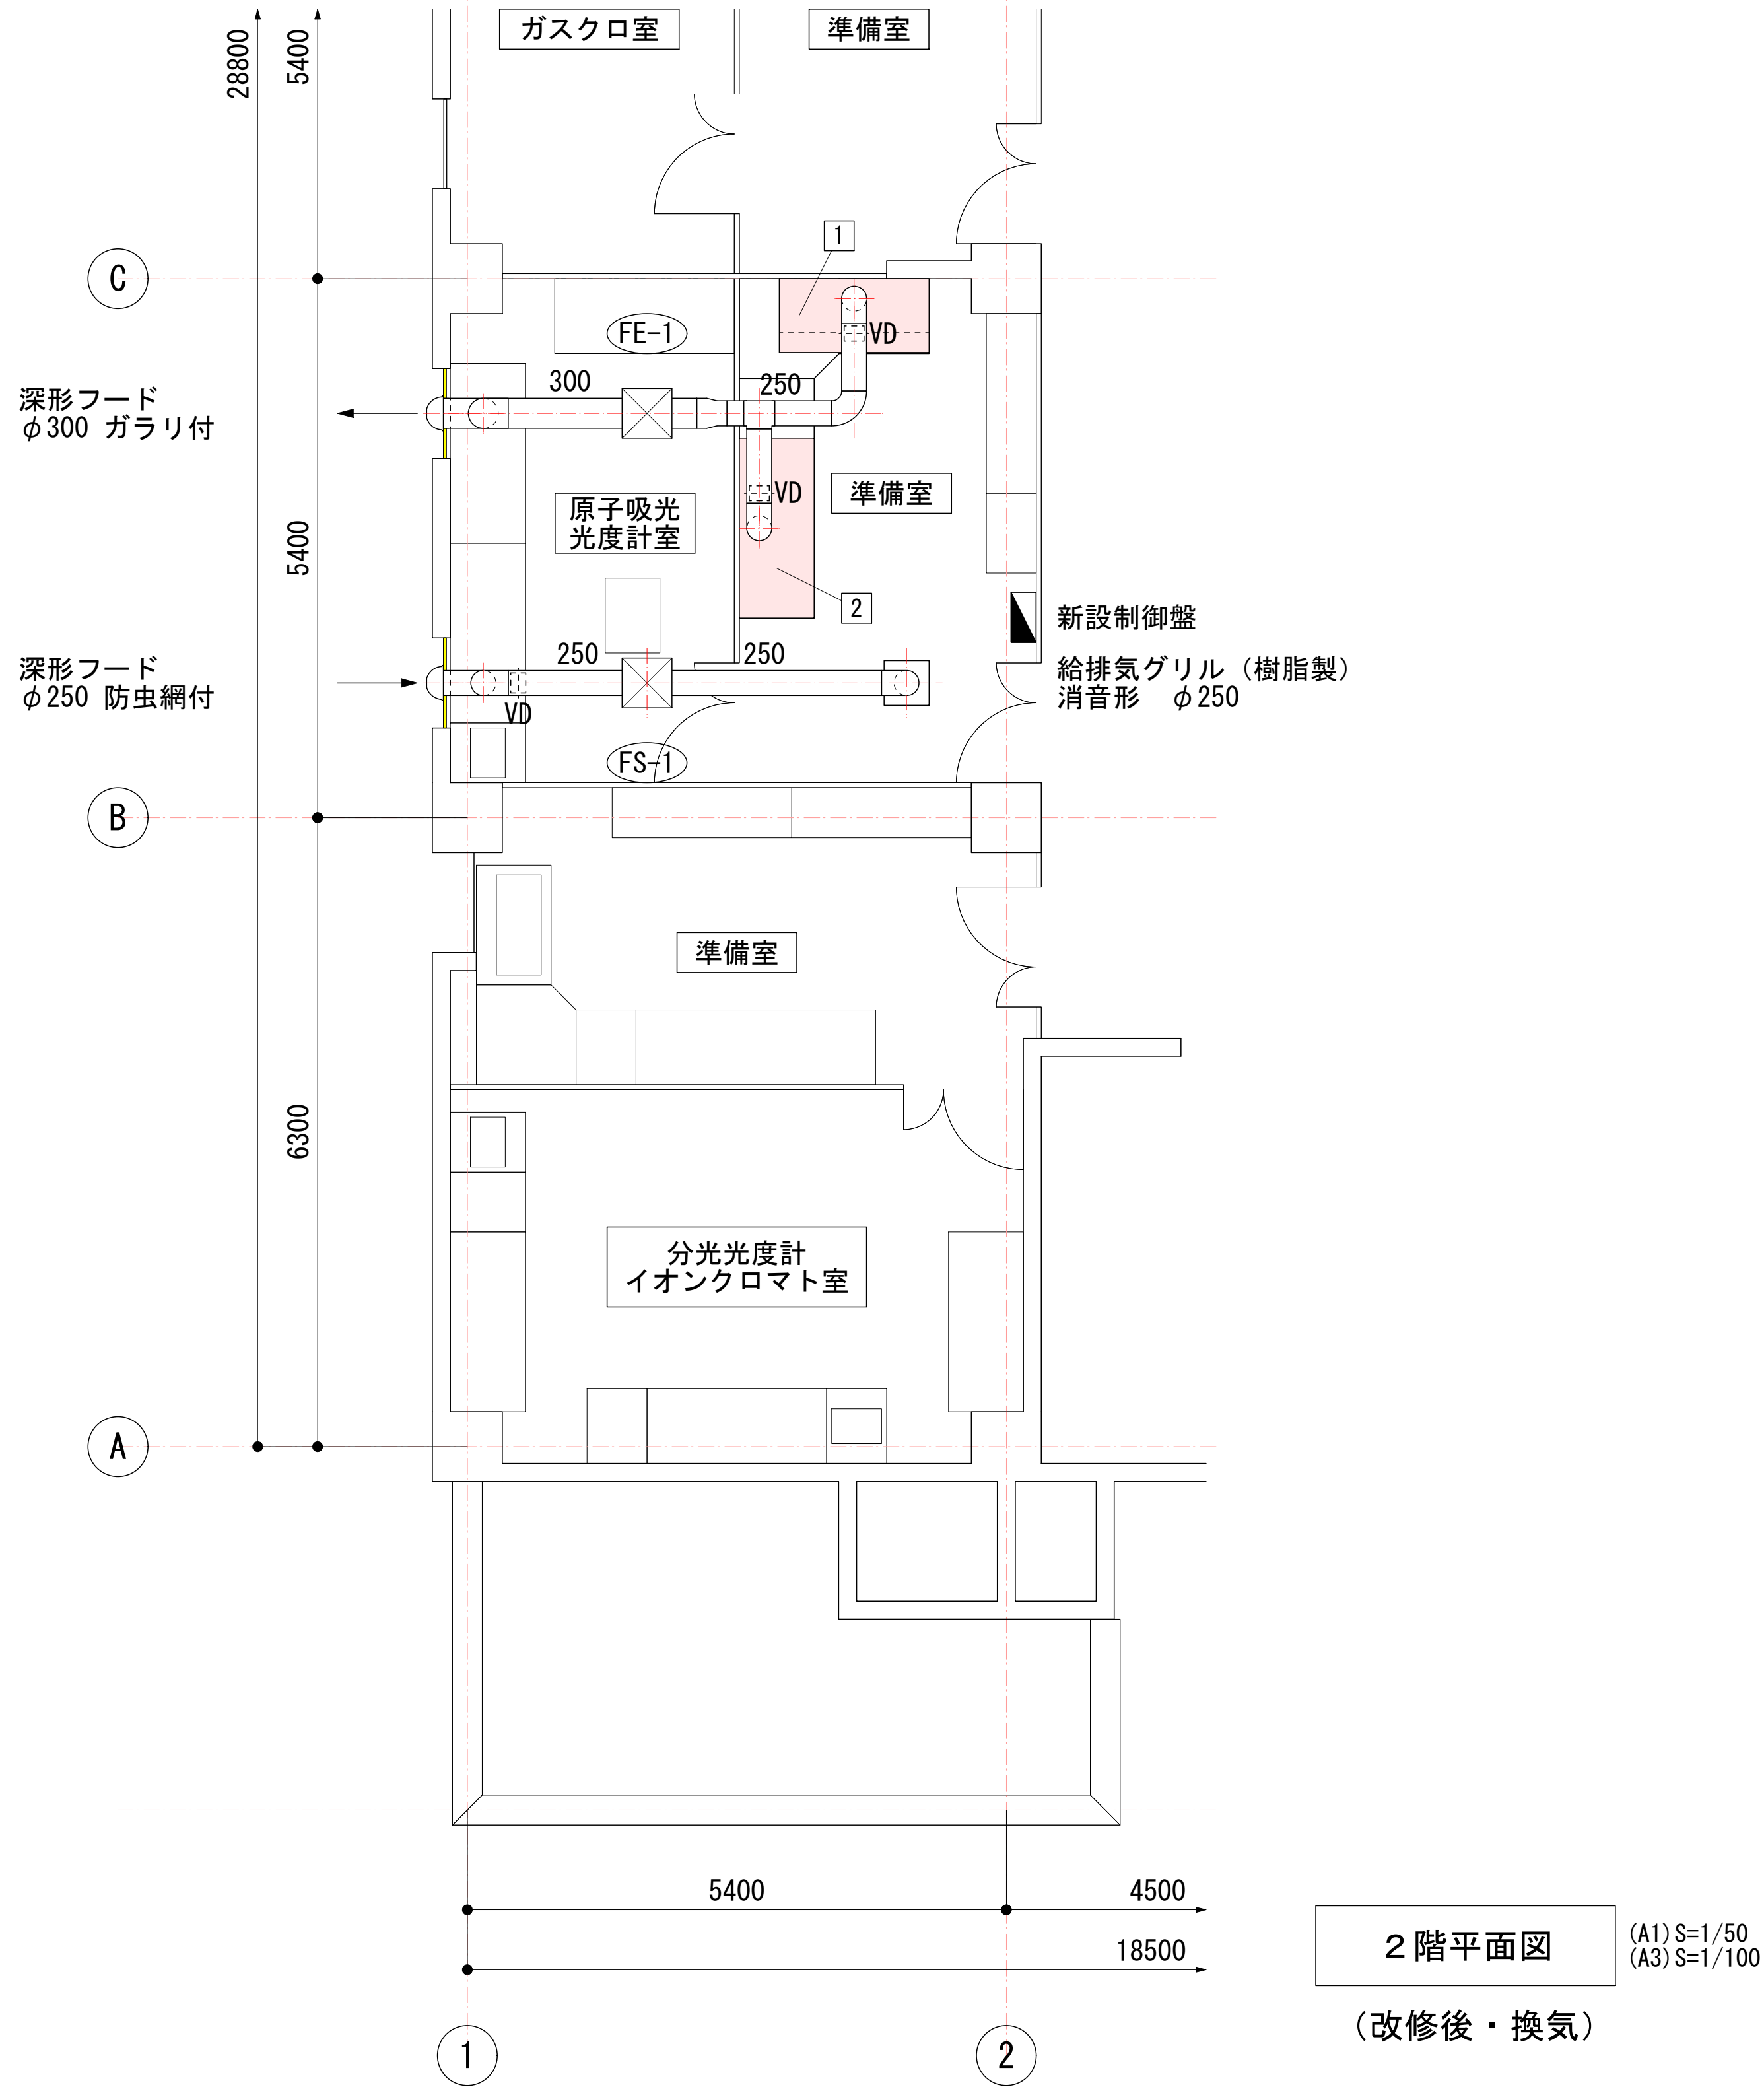 28800
5400
ガスクロ室
準備室
1
C
FE-1
VD
深形フード
φ300 ガラリ付
300
250
VD
準備室
原子吸光
光度計室
5400
2
新設制御盤
深形フード
φ250 防虫網付
250
250
給排気グリル（樹脂製）
消音形 φ250
VD
FS-1
B
準備室
6300
分光光度計
イオンクロマト室
A
5400
4500
18500
２階平面図
(A1)S=1/50
(A3)S=1/100
（改修後・換気）
1
2